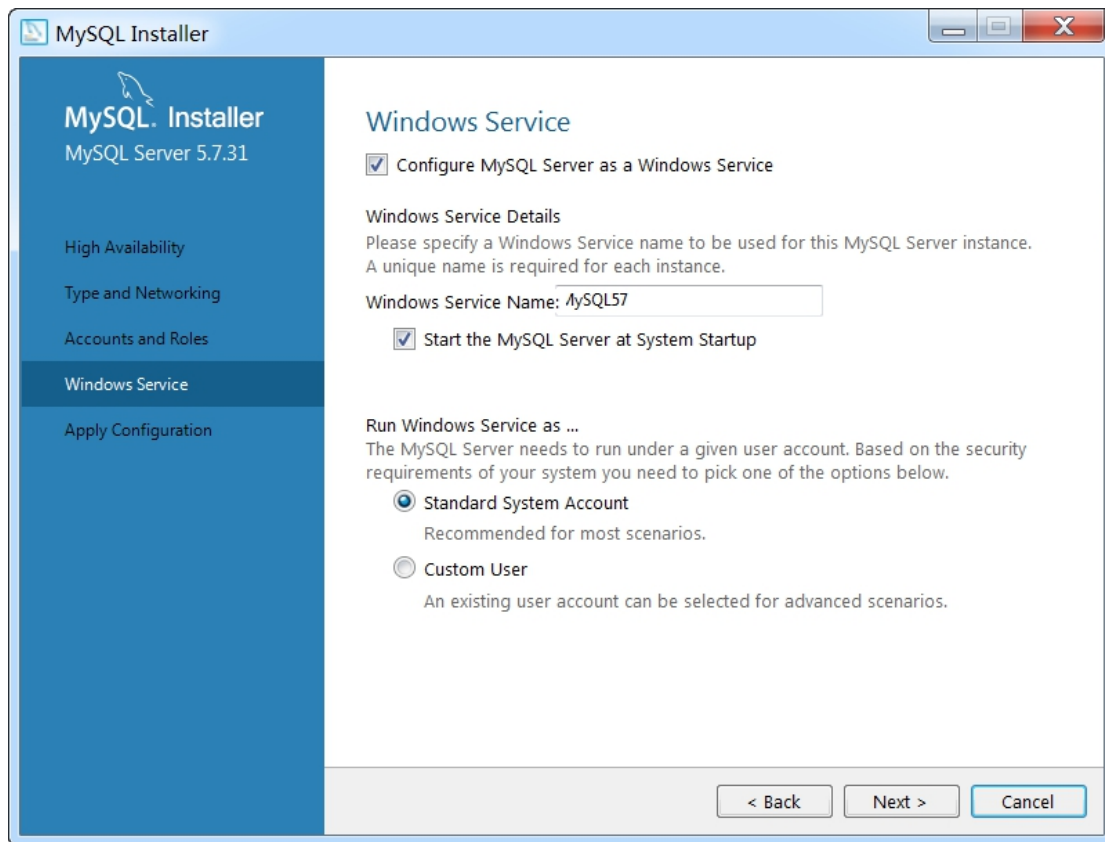 MySQL Installer
MySQL. Installer
MySQL Server 5.7.31
High Availability
Type and Networking
Accounts and Roles
Windows Service
Apply Configuration
Windows Service
Configure MySQL Server as a Windows Service
Windows Service Details
Please specify a Windows Service name to be used for this MySQL Server instance.
A unique name is required for each instance.
Windows Service Name: MySQL57
Start the MySQL Server at System Startup
Run Windows Service as ...
The MySQL Server needs to run under a given user account. Based on the security
requirements of your system you need to pick one of the options below.
Standard System Account
Recommended for most scenarios.
Custom User
An existing user account can be selected for advanced scenarios.
< Back Next > Cancel